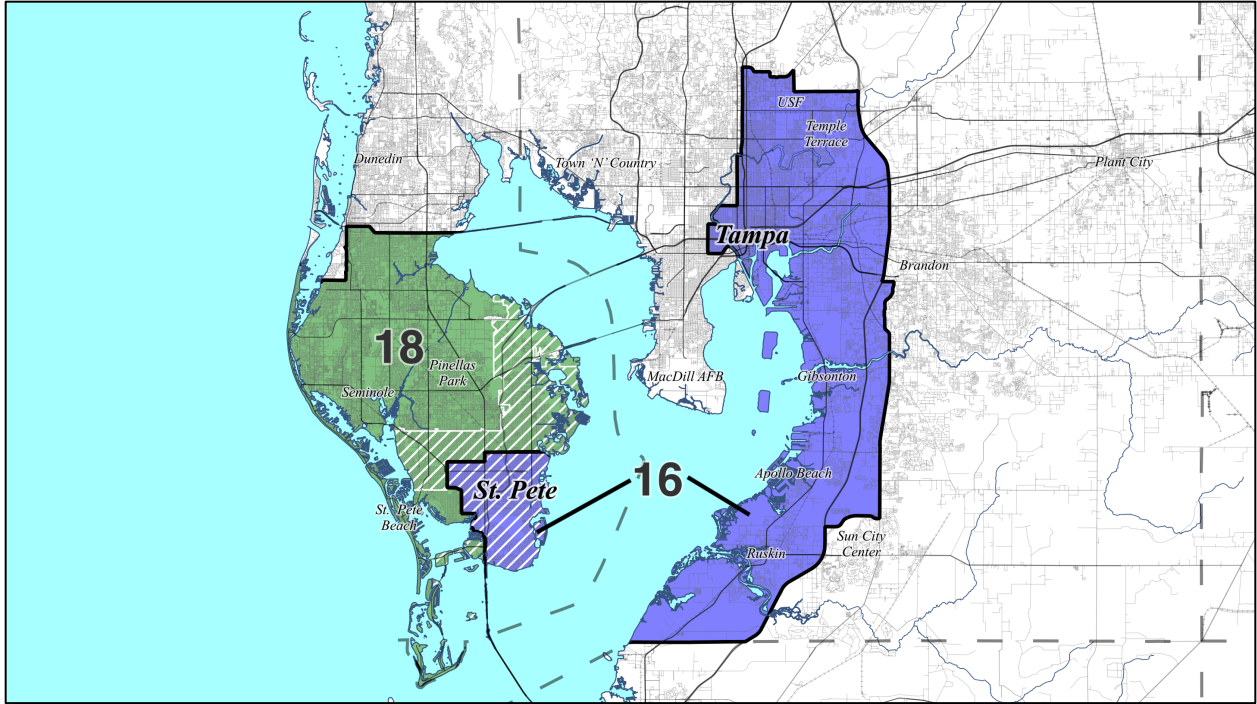 USF
Temple
Terrace
Dunedin
Town 'N' Country
Plant City
Tampa
Brandon
18
Pinellas
Park
MacDill AFB
Gibsonton
Seminole
16
Apollo Beach
St. Pete
St. Pete
Beach
Sun City
Center
Ruskin